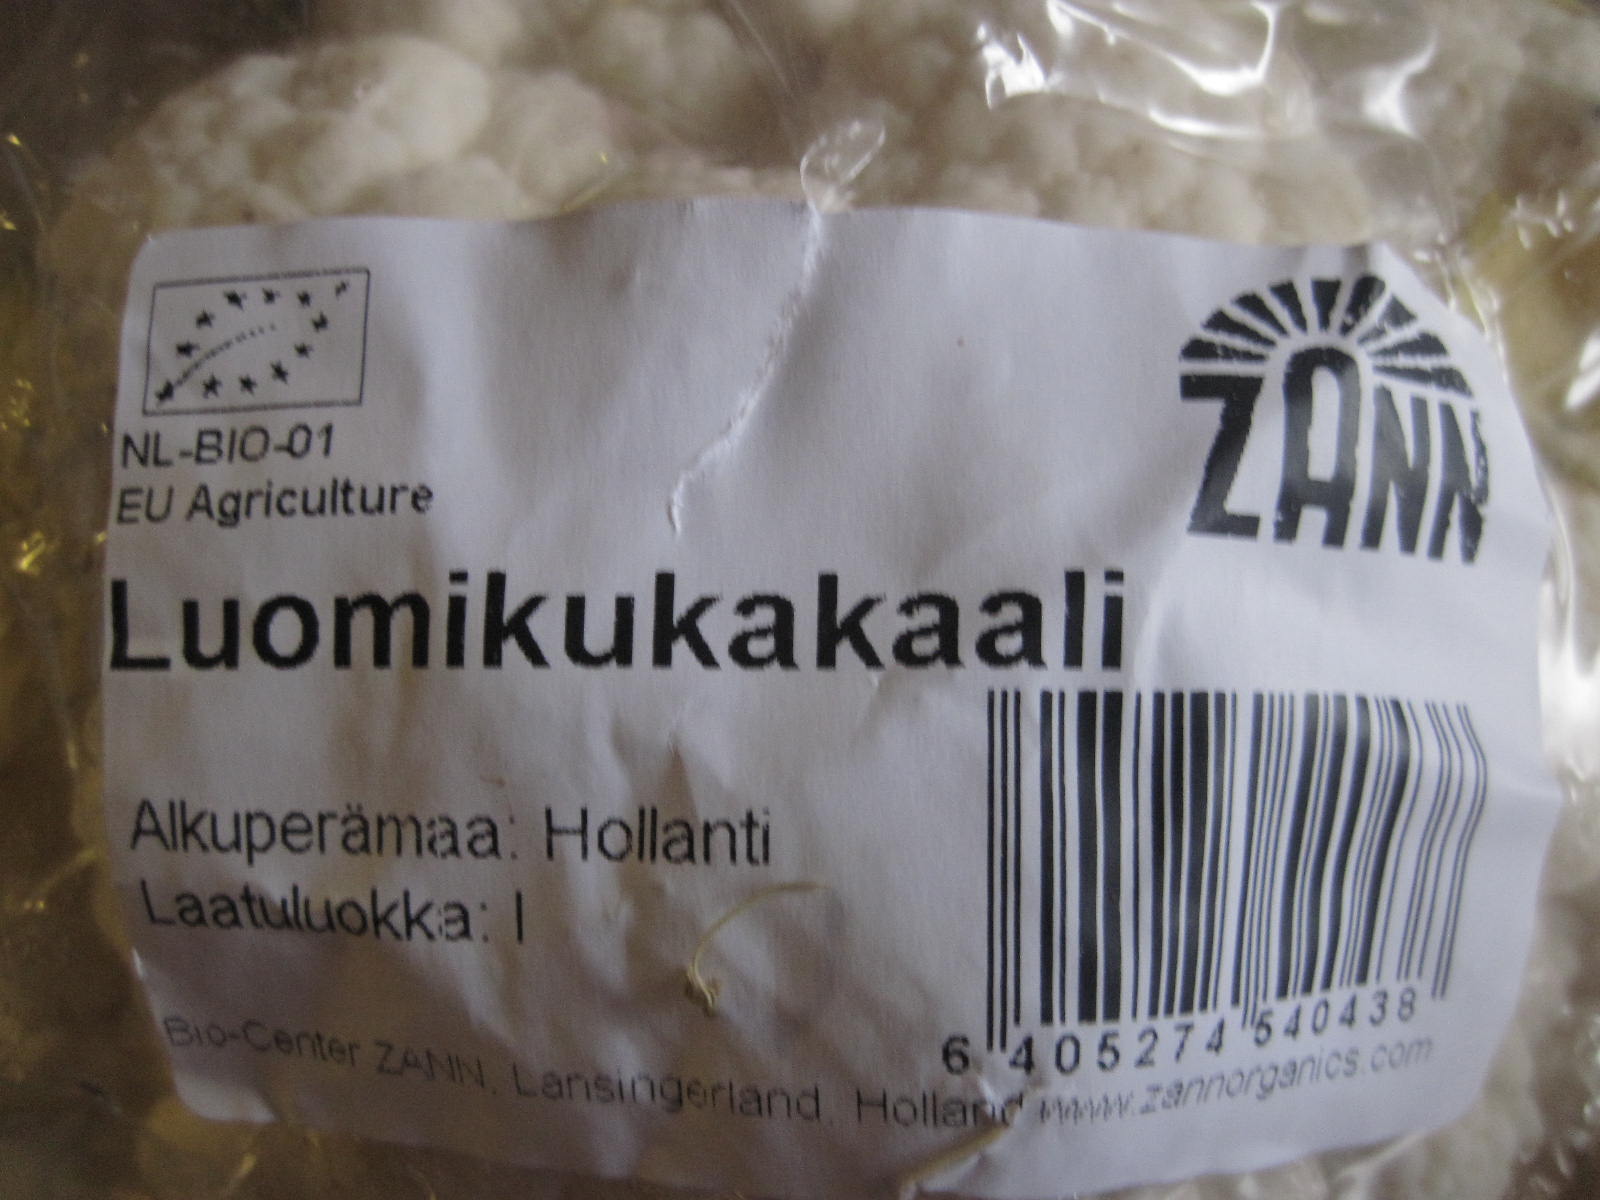 NL-BIO-01
EU Agriculture
ZANN
Luomikukakaali
Alkuperämaa: Hollanti
Laatuluokka: I
6 405274 540438
Bio-Center ZANN, Lansingerland, Holland www.zannorganics.com